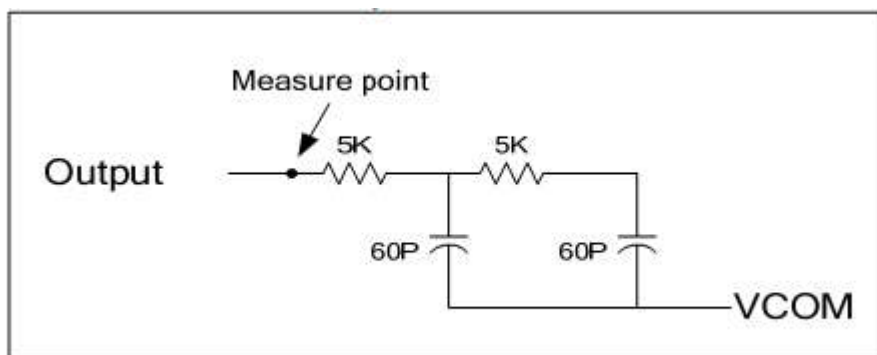 Measure point
5K
5K
Output
60P
60P
VCOM